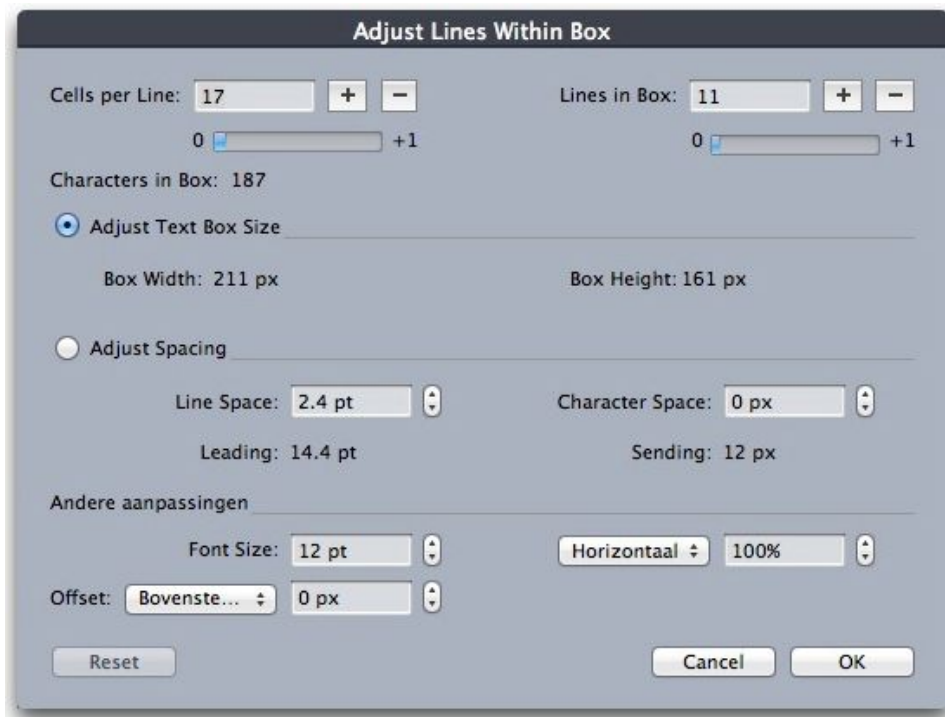 Adjust Lines Within Box
Cells per Line: 17 + − Lines in Box: 11 + −
0 +1 0 +1
Characters in Box: 187
Adjust Text Box Size
Box Width: 211 px Box Height: 161 px
Adjust Spacing
Line Space: 2.4 pt Character Space: 0 px
Leading: 14.4 pt Sending: 12 px
Andere aanpassingen
Font Size: 12 pt Horizontaal 100%
Offset: Bovenste... 0 px
Reset Cancel OK